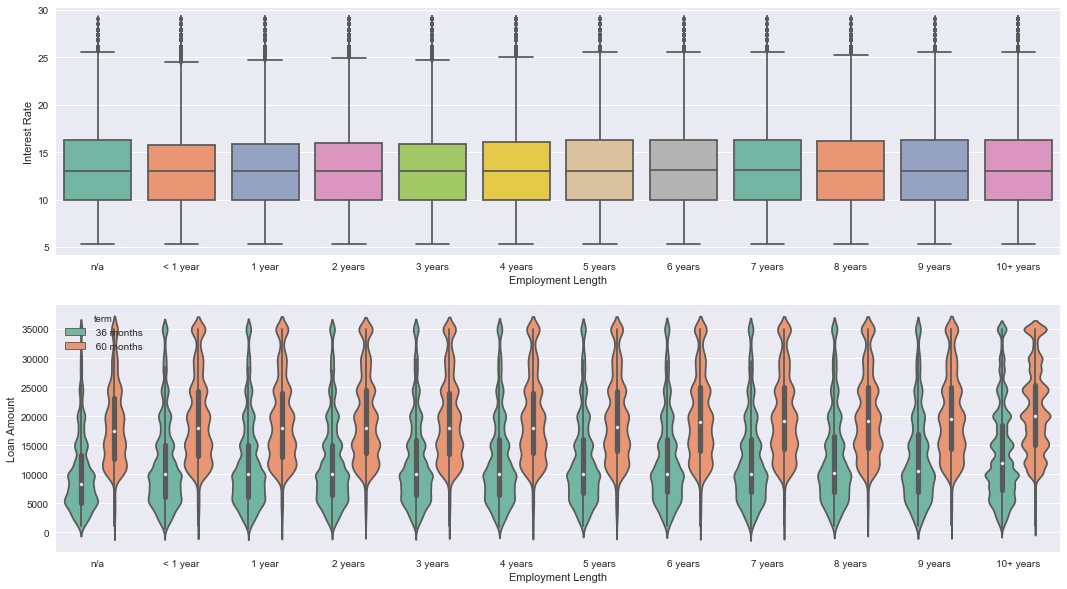 30
25
20
15
10
5
Interest Rate
n/a < 1 year 1 year 2 years 3 years 4 years 5 years 6 years 7 years 8 years 9 years 10+ years
Employment Length
term
36 months
60 months
35000
30000
25000
20000
15000
10000
5000
0
Loan Amount
n/a < 1 year 1 year 2 years 3 years 4 years 5 years 6 years 7 years 8 years 9 years 10+ years
Employment Length